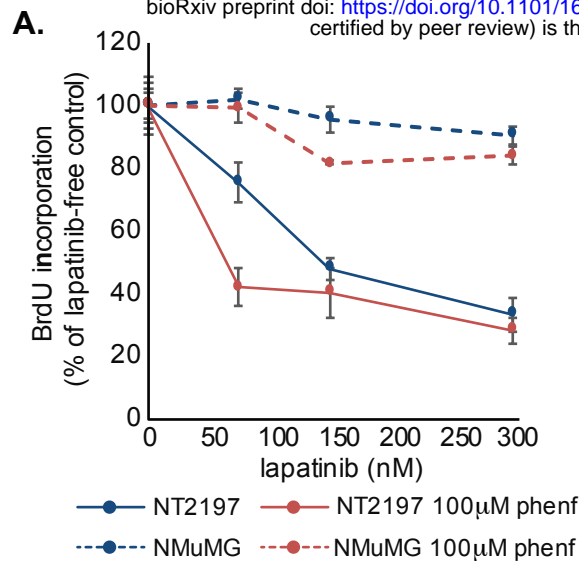 bioRxiv preprint doi: https://doi.org/10.1101/16
certified by peer review) is th
A.
120
100
80
60
40
20
0
BrdU incorporation
(% of lapatinib-free control)
0 50 100 150 200 250 300
lapatinib (nM)
NT2197 NT2197 100μM phenf
NMuMG NMuMG 100μM phenf